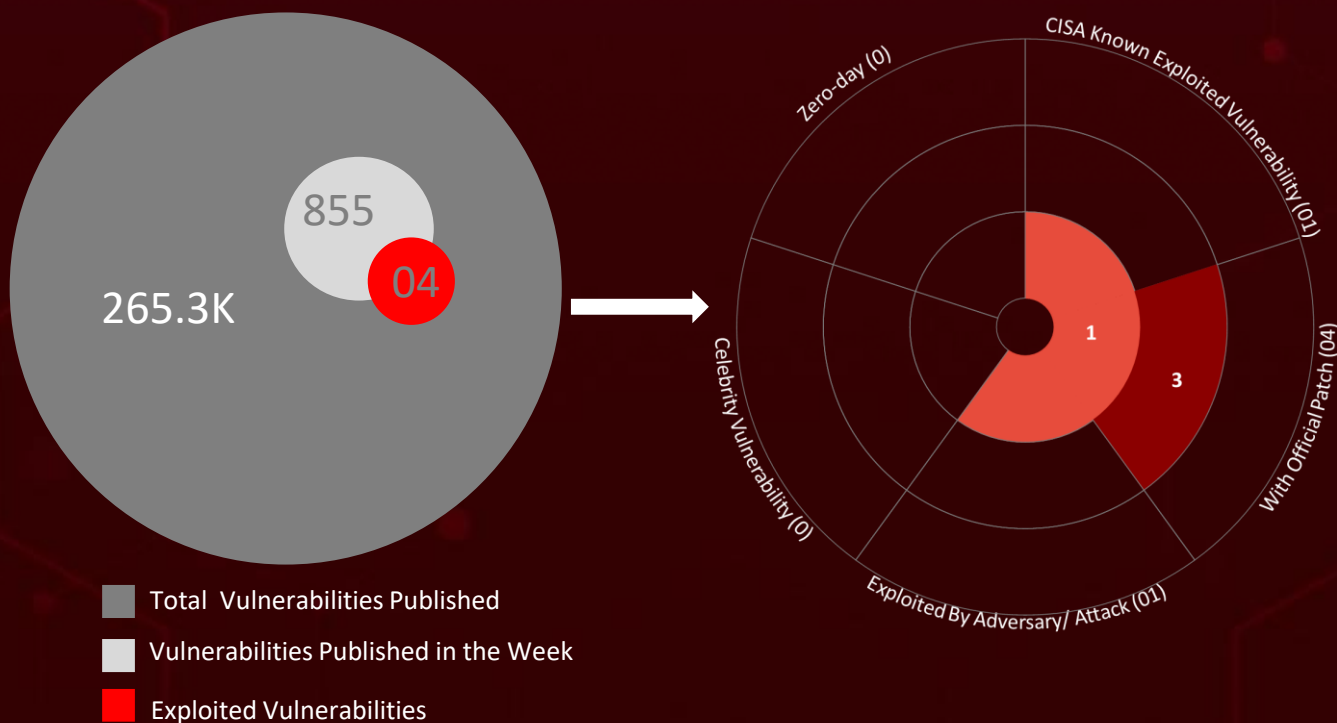 265.3K
855
04
Total Vulnerabilities Published
Vulnerabilities Published in the Week
Exploited Vulnerabilities
Zero-day (0)
CISA Known Exploited Vulnerability (01)
1
3
With Official Patch (04)
Celebrity Vulnerability (0)
Exploited By Adversary/ Attack (01)